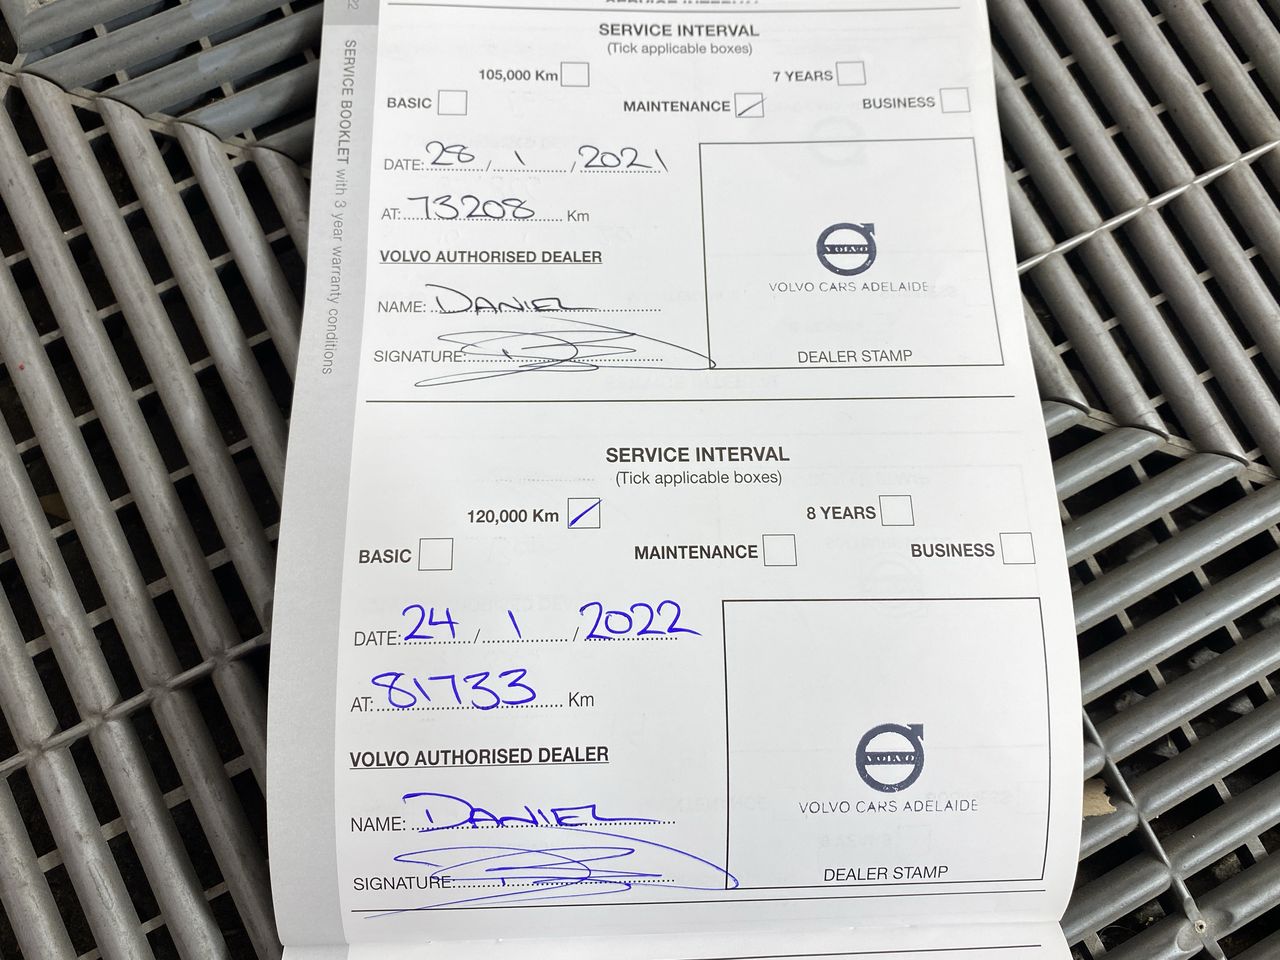 SERVICE BOOKLET with 3 year warranty conditions
SERVICE INTERVAL
(Tick applicable boxes)
105,000 Km 7 YEARS
BASIC MAINTENANCE BUSINESS
DATE: 28 / 1 / 2021
AT: 73208 Km
VOLVO AUTHORISED DEALER
NAME: DANIEL
SIGNATURE:
VOLVO
VOLVO CARS ADELAIDE
DEALER STAMP
SERVICE INTERVAL
(Tick applicable boxes)
120,000 Km 8 YEARS
BASIC MAINTENANCE BUSINESS
DATE: 24 / 1 / 2022
AT: 81733 Km
VOLVO AUTHORISED DEALER
NAME: DANIEL
SIGNATURE:
VOLVO
VOLVO CARS ADELAIDE
DEALER STAMP